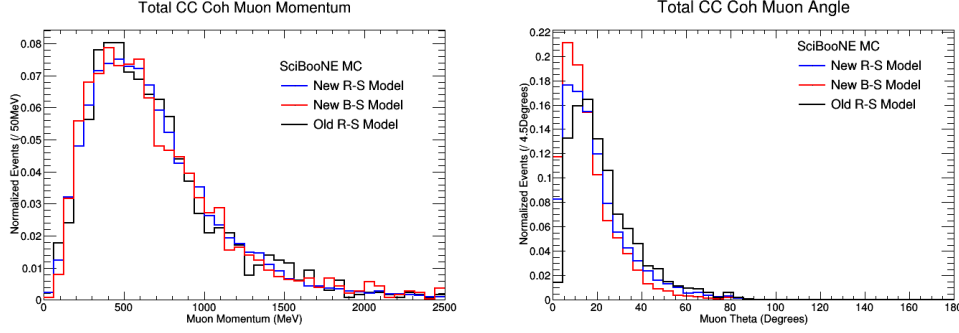 Total CC Coh Muon Momentum
Normalized Events (/ 50MeV)
0.08
0.07
0.06
0.05
0.04
0.03
0.02
0.01
0
SciBooNE MC
New R-S Model
New B-S Model
Old R-S Model
0 500 1000 1500 2000 2500
Muon Momentum (MeV)
Total CC Coh Muon Angle
Normalized Events (/ 4.5Degrees)
0.22
0.2
0.18
0.16
0.14
0.12
0.1
0.08
0.06
0.04
0.02
0
SciBooNE MC
New R-S Model
New B-S Model
Old R-S Model
0 20 40 60 80 100 120 140 160 180
Muon Theta (Degrees)